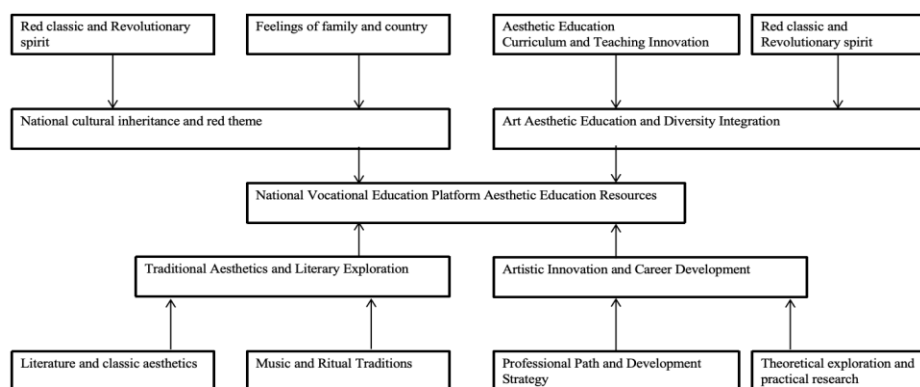 Red classic and Revolutionary
spirit
Feelings of family and country
Aesthetic Education
Curriculum and Teaching Innovation
Red classic and
Revolutionary spirit
National cultural inheritance and red theme
Art Aesthetic Education and Diversity Integration
National Vocational Education Platform Aesthetic Education Resources
Traditional Aesthetics and Literary Exploration
Artistic Innovation and Career Development
Literature and classic aesthetics
Music and Ritual Traditions
Professional Path and Development
Strategy
Theoretical exploration and
practical research